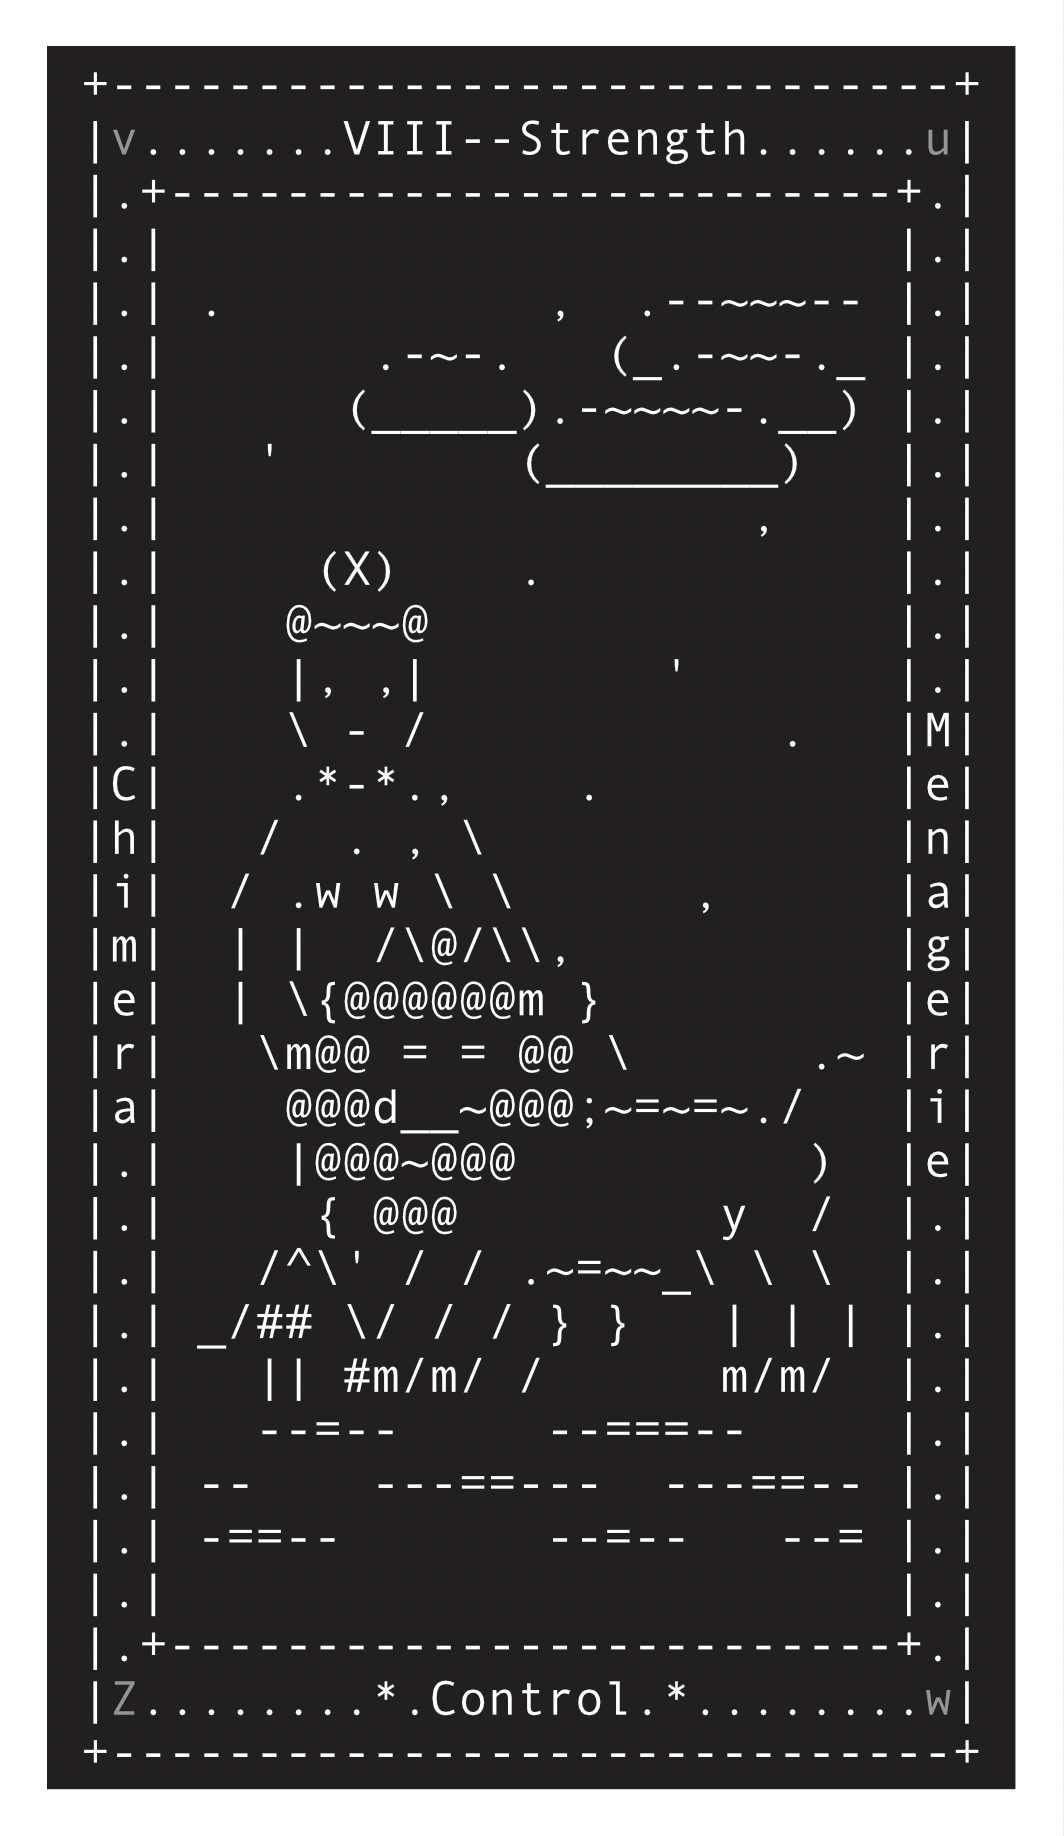 VIII--Strength
Chimera
Menagerie
*.Control.*
v
u
Z
w